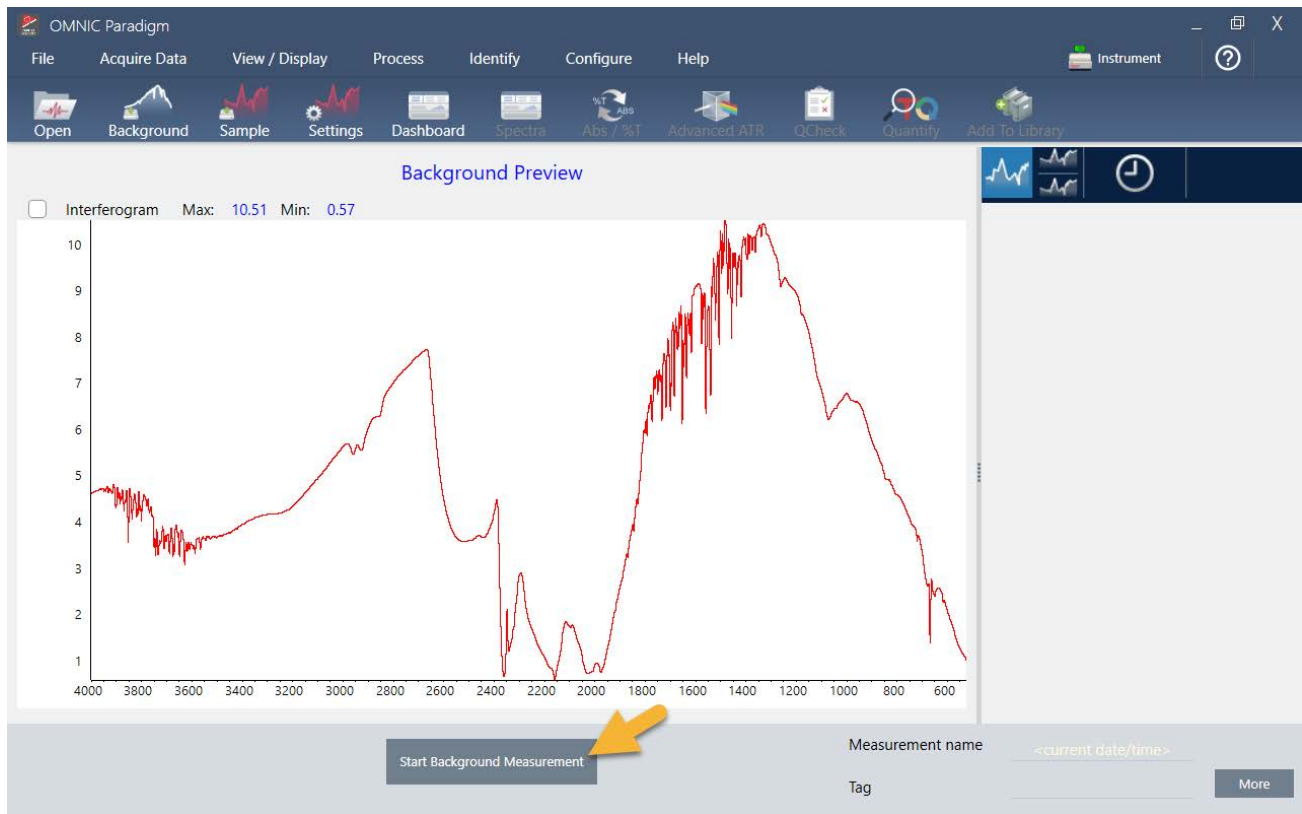 OMNIC Paradigm
File Acquire Data View / Display Process Identify Configure Help Instrument
Open Background Sample Settings Dashboard Spectra Abs / %T Advanced ATR QCheck Quantify Add To Library
%T ABS
Background Preview
Interferogram Max: 10.51 Min: 0.57
10
9
8
7
6
5
4
3
2
1
4000 3800 3600 3400 3200 3000 2800 2600 2400 2200 2000 1800 1600 1400 1200 1000 800 600
Start Background Measurement
Measurement name <current date/time>
Tag
More